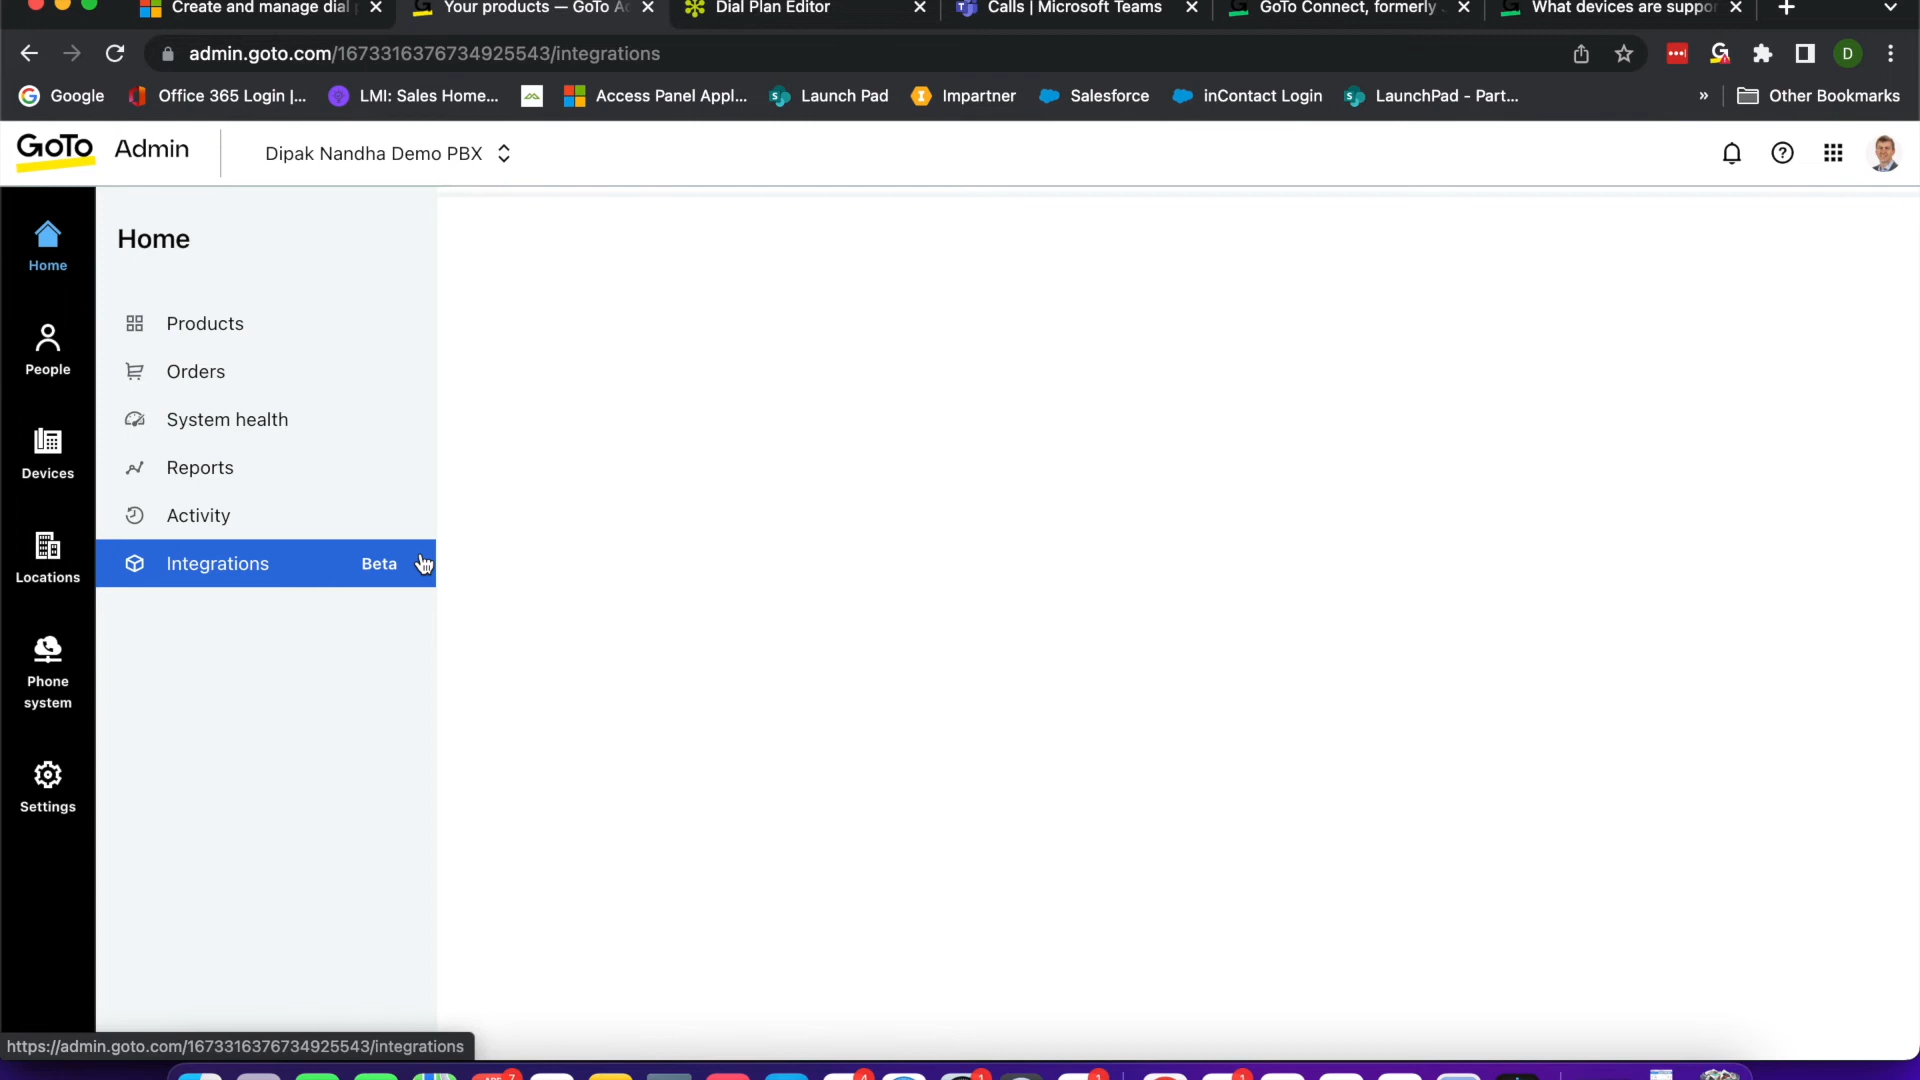 Create and manage dial
Your products — GoTo A
Dial Plan Editor
Calls | Microsoft Teams
GoTo Connect, formerly
What devices are suppor
admin.goto.com/1673316376734925543/integrations
D
Google
Office 365 Login |...
LMI: Sales Home...
Access Panel Appl...
Launch Pad
Impartner
Salesforce
inContact Login
LaunchPad - Part...
»
Other Bookmarks
GoTo Admin
Dipak Nandha Demo PBX
Home
People
Devices
Locations
Phone
system
Settings
Home
Products
Orders
System health
Reports
Activity
Integrations Beta
https://admin.goto.com/1673316376734925543/integrations